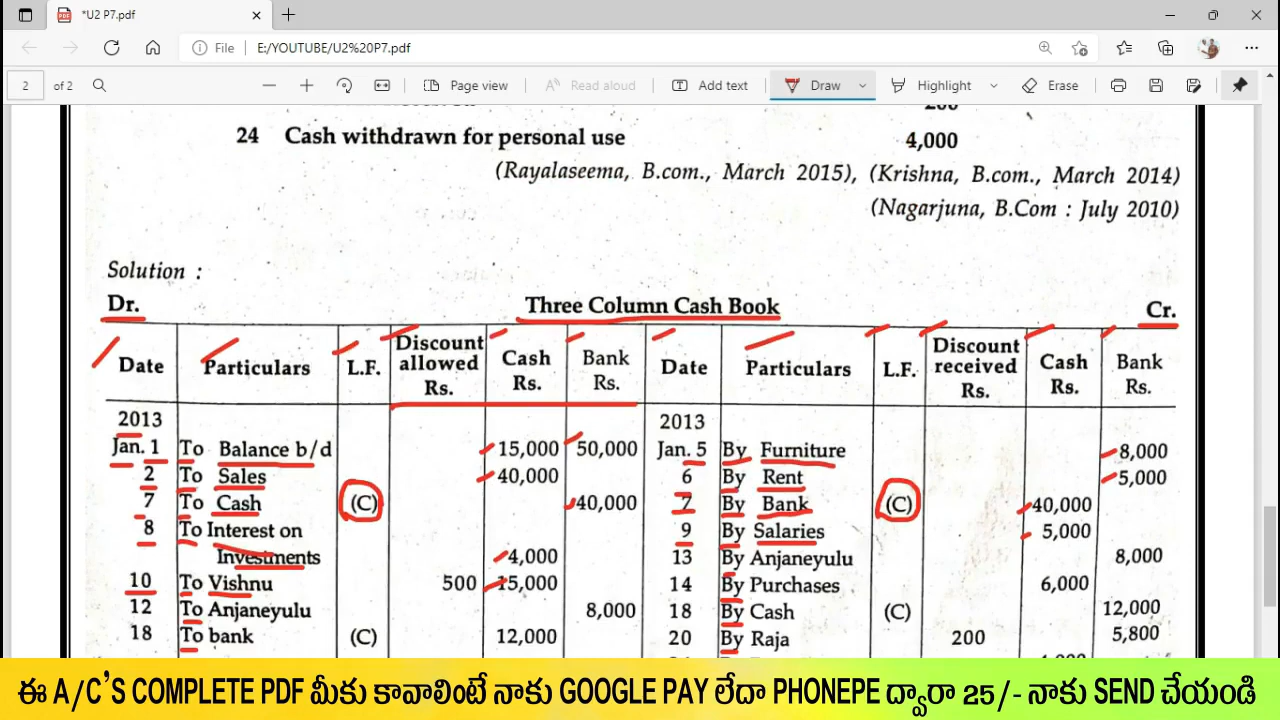 *U2 P7.pdf
File E:/YOUTUBE/U2%20P7.pdf
2 of 2 Page view Read aloud Add text Draw Highlight Erase
200
24 Cash withdrawn for personal use 4,000
(Rayalaseema, B.com., March 2015), (Krishna, B.com., March 2014)
(Nagarjuna, B.Com : July 2010)
Solution :
Dr. Three Column Cash Book Cr.
Date Particulars L.F. Discount allowed Rs. Cash Rs. Bank Rs. Date Particulars L.F. Discount received Rs. Cash Rs. Bank Rs.
2013 2013
Jan. 1 To Balance b/d 15,000 50,000 Jan. 5 By Furniture 8,000
2 To Sales 40,000 6 By Rent 5,000
7 To Cash (C) 40,000 7 By Bank (C) 40,000
8 To Interest on 9 By Salaries 5,000
Investments 4,000 13 By Anjaneyulu 8,000
10 To Vishnu 500 15,000 14 By Purchases 6,000
12 To Anjaneyulu 8,000 18 By Cash (C) 12,000
18 To bank (C) 12,000 20 By Raja 200 5,800
ఈ A/C'S COMPLETE PDF మీకు కావాలింటే నాకు GOOGLE PAY లేదా PHONEPE ద్వారా 25/- నాకు SEND చేయండి